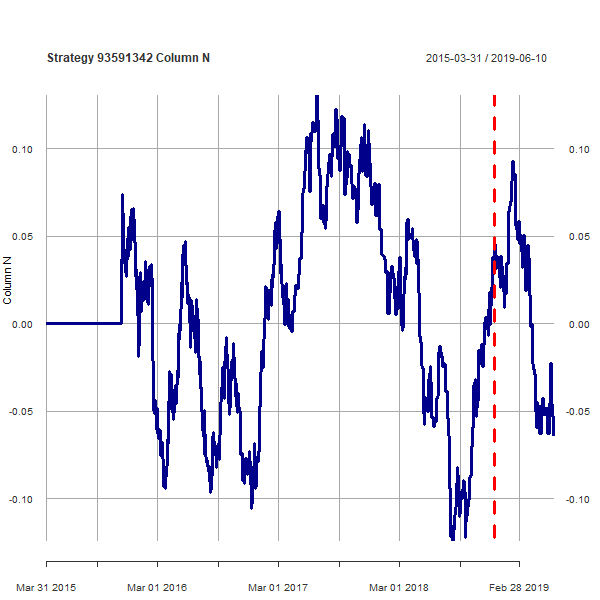 Strategy 93591342 Column N
2015-03-31 / 2019-06-10
0.10
0.05
0.00
-0.05
-0.10
Column N
0.10
0.05
0.00
-0.05
-0.10
Mar 31 2015
Mar 01 2016
Mar 01 2017
Mar 01 2018
Feb 28 2019